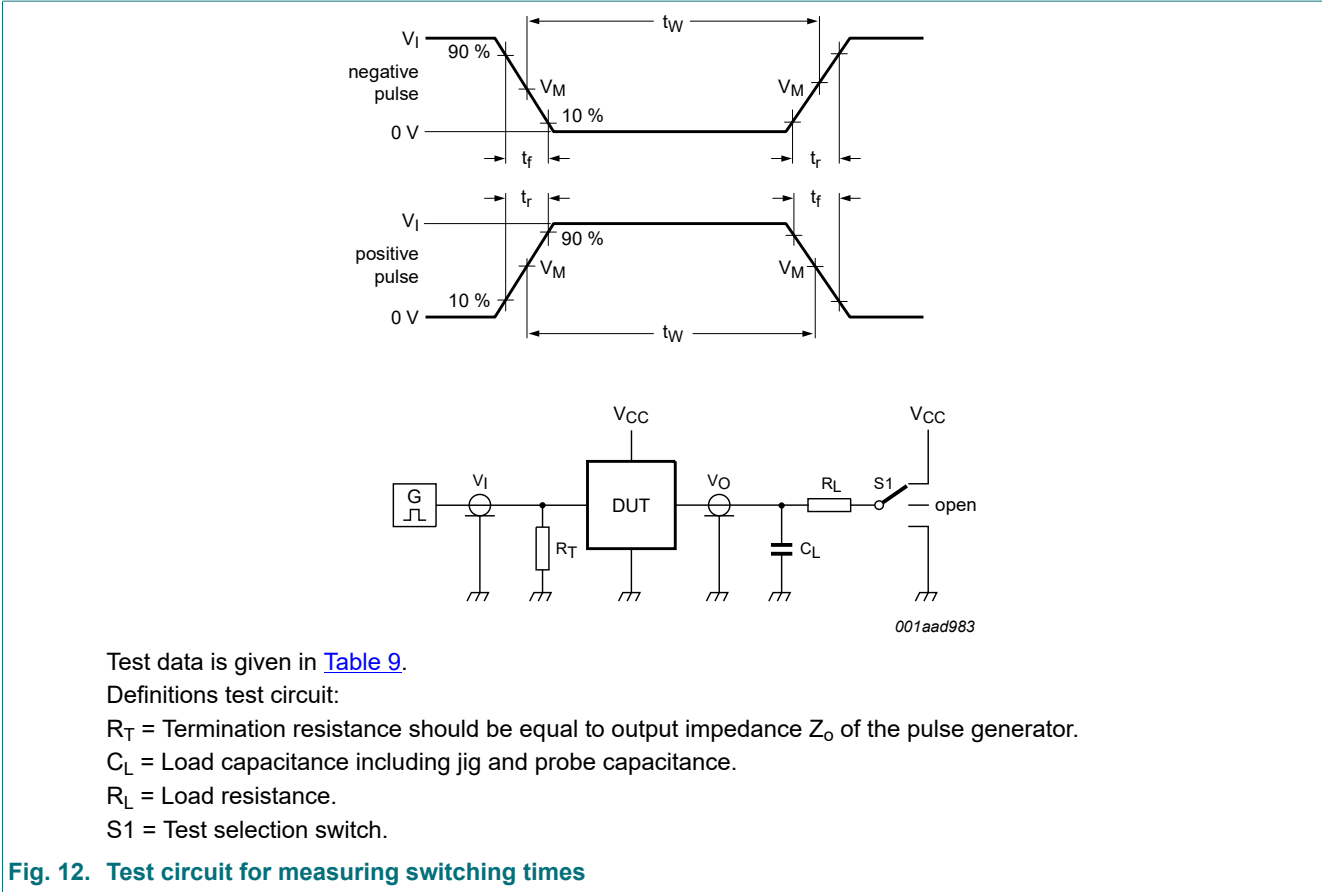 tW
VI
90 %
negative
pulse
VM
VM
10 %
0 V
tf
tr
tr
tf
VI
90 %
positive
pulse
VM
VM
10 %
0 V
tW
VCC
VCC
G
VI
RT
DUT
VO
CL
RL
S1
open
001aad983
Test data is given in Table 9.
Definitions test circuit:
RT = Termination resistance should be equal to output impedance Zo of the pulse generator.
CL = Load capacitance including jig and probe capacitance.
RL = Load resistance.
S1 = Test selection switch.
Fig. 12. Test circuit for measuring switching times